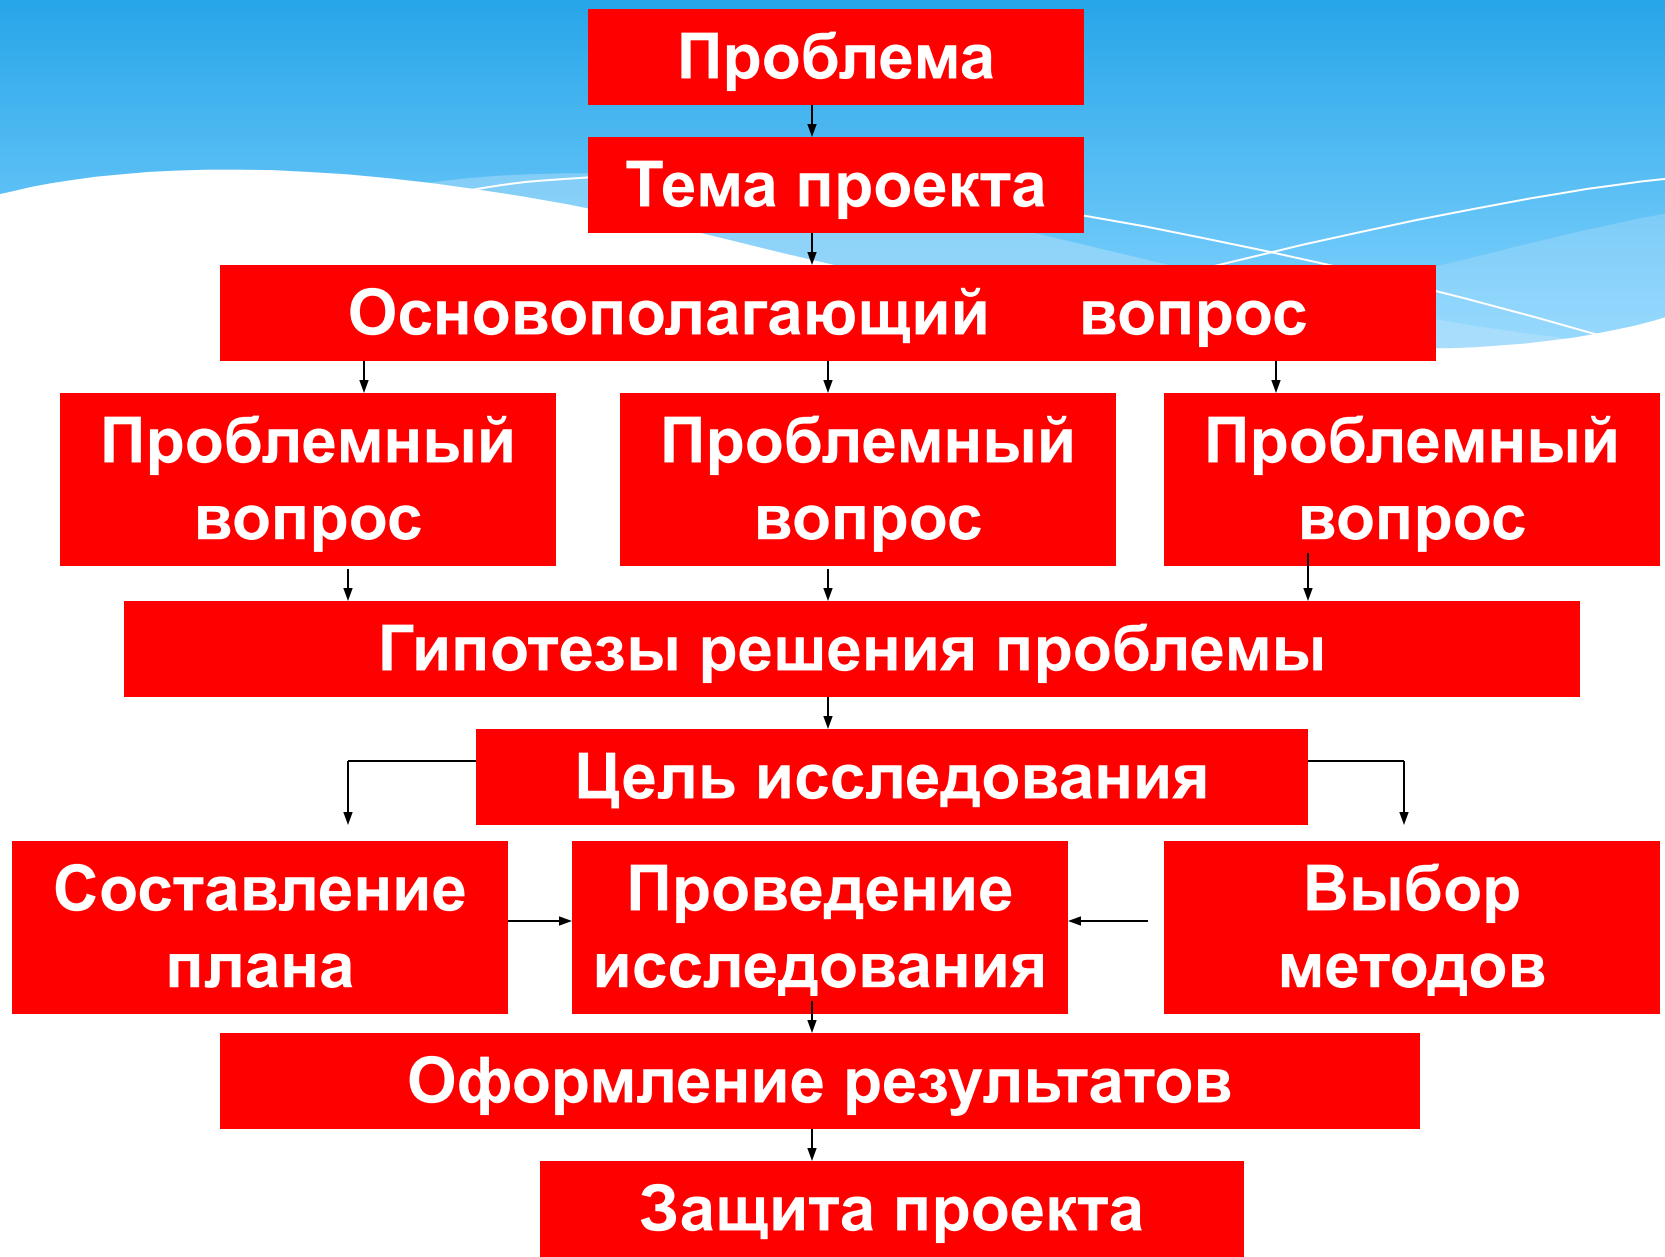 Проблема
Тема проекта
Основополагающий вопрос
Проблемный
вопрос
Проблемный
вопрос
Проблемный
вопрос
Гипотезы решения проблемы
Цель исследования
Составление
плана
Проведение
исследования
Выбор
методов
Оформление результатов
Защита проекта